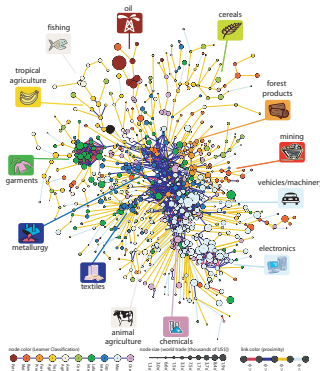 oil
cereals
fishing
tropical
agriculture
forest
products
mining
garments
vehicles/machinery
metallurgy
electronics
textiles
animal
agriculture
chemicals
node color (Leamer Classification)
node size (world trade [thousands of US$])
link color (proximity)